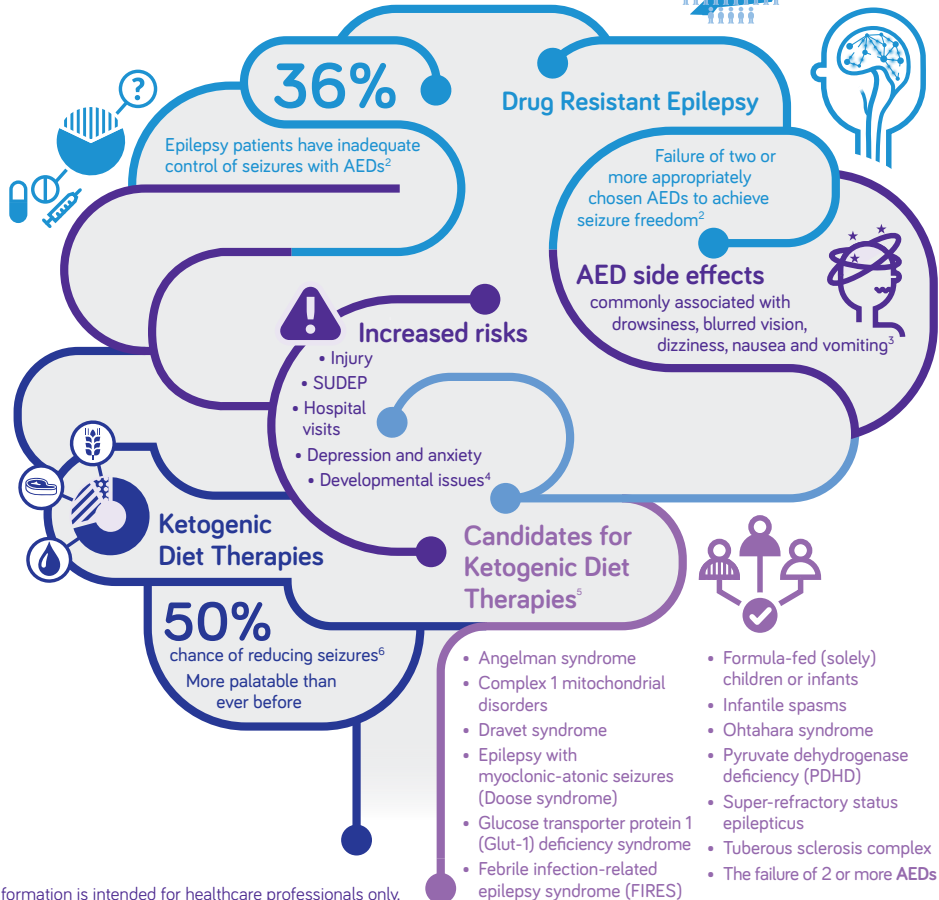 36%
Epilepsy patients have inadequate
control of seizures with AEDs²
?
Drug Resistant Epilepsy
Failure of two or
more appropriately
chosen AEDs to achieve
seizure freedom²
AED side effects
commonly associated with
drowsiness, blurred vision,
dizziness, nausea and vomiting³
!
Increased risks
• Injury
• SUDEP
• Hospital
visits
• Depression and anxiety
• Developmental issues⁴
Ketogenic
Diet Therapies
50%
chance of reducing seizures⁶
More palatable than
ever before
Candidates for
Ketogenic Diet
Therapies⁵
• Angelman syndrome
• Complex 1 mitochondrial
disorders
• Dravet syndrome
• Epilepsy with
myoclonic-atonic seizures
(Doose syndrome)
• Glucose transporter protein 1
(Glut-1) deficiency syndrome
• Febrile infection-related
epilepsy syndrome (FIRES)
• Formula-fed (solely)
children or infants
• Infantile spasms
• Ohtahara syndrome
• Pyruvate dehydrogenase
deficiency (PDHD)
• Super-refractory status
epilepticus
• Tuberous sclerosis complex
• The failure of 2 or more AEDs
formation is intended for healthcare professionals only.